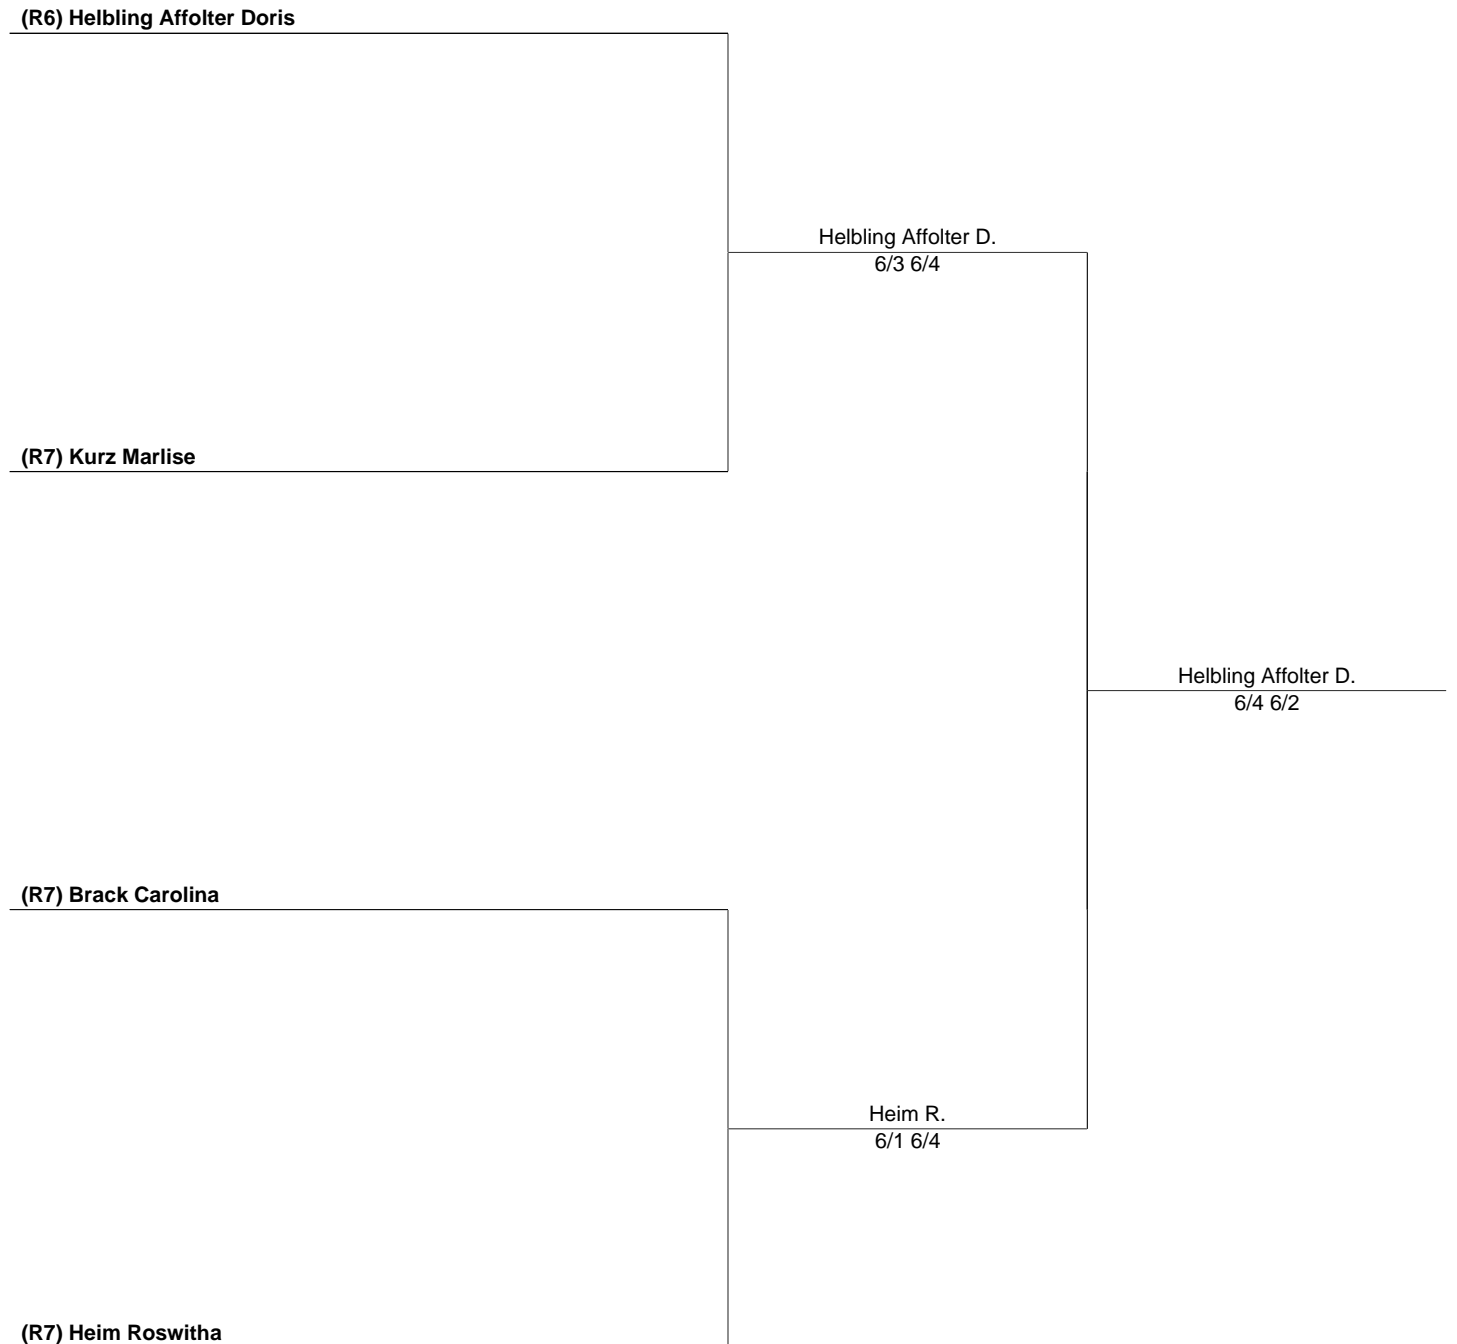 (R6) Helbling Affolter Doris
Helbling Affolter D.
6/3 6/4
(R7) Kurz Marlise
Helbling Affolter D.
6/4 6/2
(R7) Brack Carolina
Heim R.
6/1 6/4
(R7) Heim Roswitha